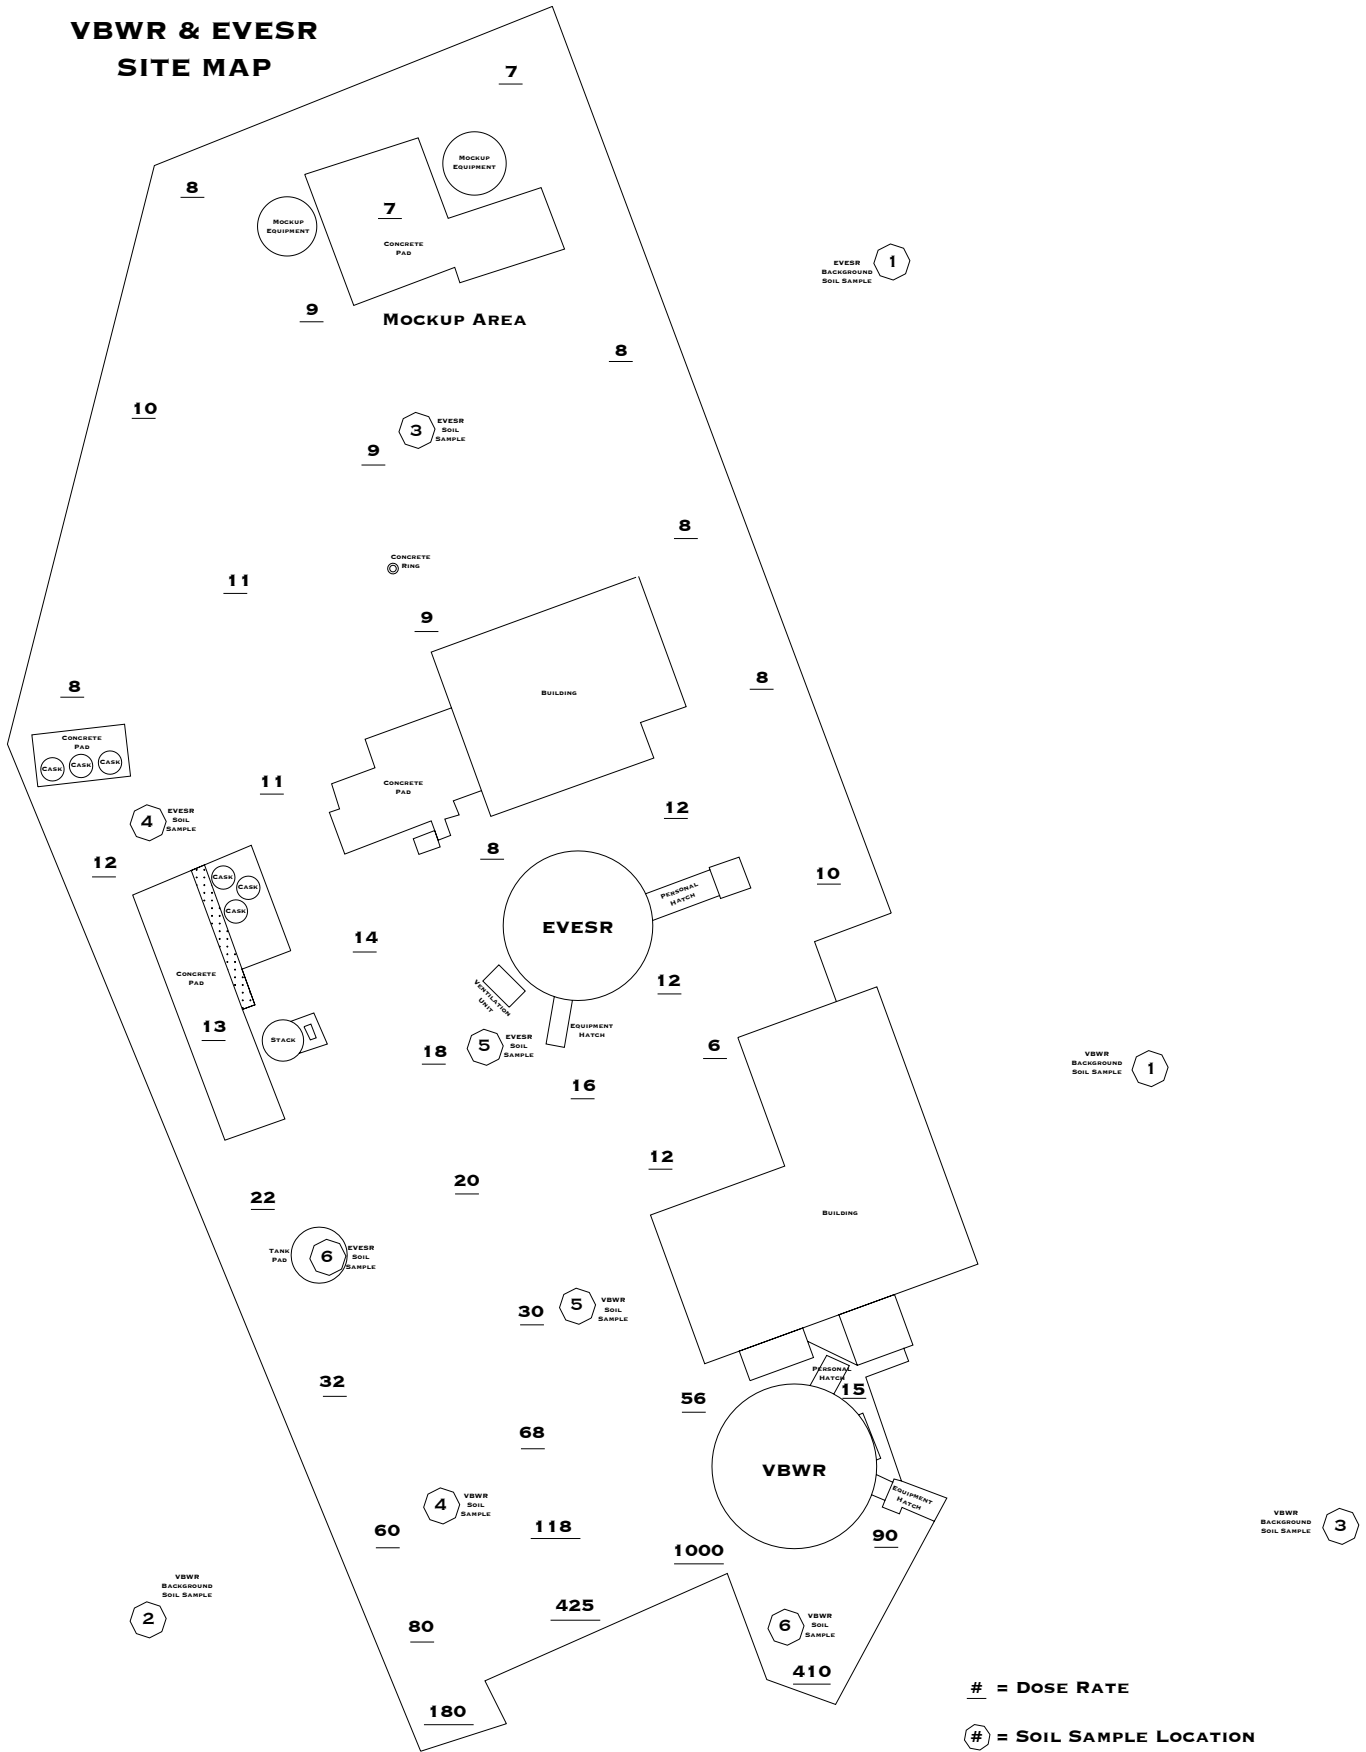 VBWR & EVESR
SITE MAP
7
Mockup
Equipment
8
7
Mockup
Equipment
Concrete
Pad
EVESR
Background
Soil Sample
1
9
Mockup Area
8
10
3
EVESR
Soil
Sample
9
8
Concrete
Ring
11
9
8
8
Building
Concrete
Pad
Cask
Cask
Cask
11
Concrete
Pad
12
4
EVESR
Soil
Sample
8
12
10
Cask
Cask
Cask
Personal
Hatch
EVESR
14
Concrete
Pad
12
Ventilation
Unit
13
Stack
Equipment
Hatch
18
5
EVESR
Soil
Sample
6
VBWR
Background
Soil Sample
1
16
12
20
22
Building
Tank
Pad
6
EVESR
Soil
Sample
30
5
VBWR
Soil
Sample
Personal
Hatch
32
56
15
68
VBWR
Equipment
Hatch
4
VBWR
Soil
Sample
60
118
1000
90
VBWR
Background
Soil Sample
3
VBWR
Background
Soil Sample
2
80
425
6
VBWR
Soil
Sample
410
180
# = Dose Rate
# = Soil Sample Location